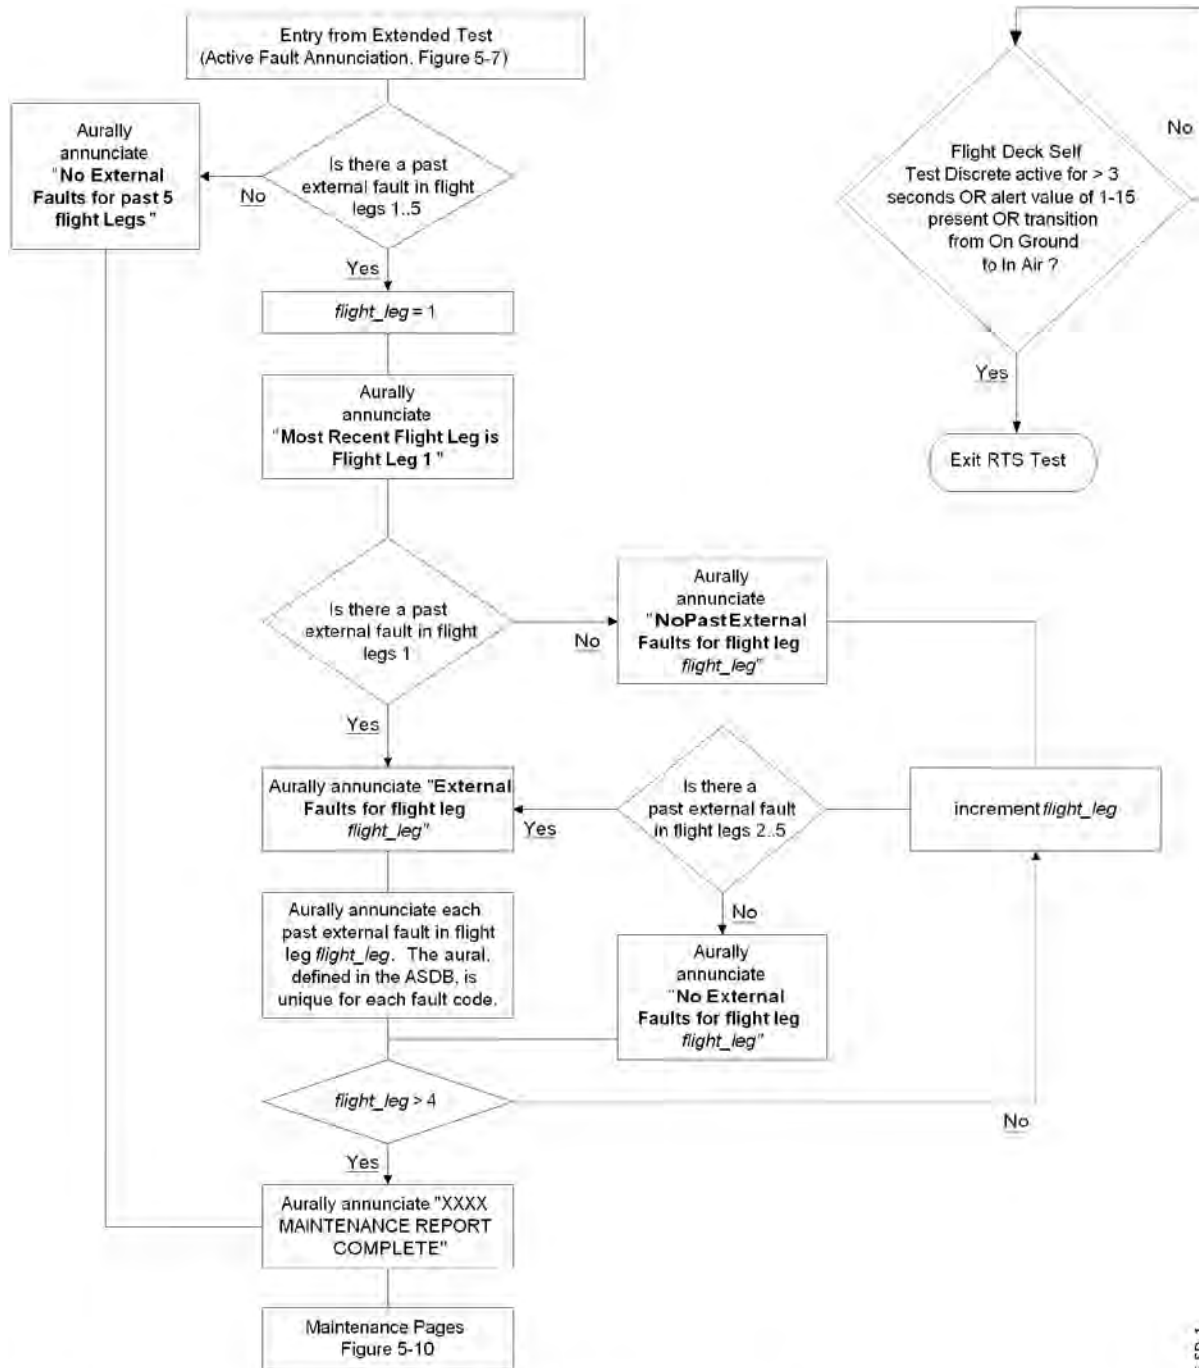 Entry from Extended Test
(Active Fault Annunciation, Figure 5-7)
Aurally
annunciate
"No External
Faults for past 5
flight Legs"
No
Is there a past
external fault in flight
legs 1..5
Yes
flight_leg = 1
Aurally
annunciate
"Most Recent Flight Leg is
Flight Leg 1"
Is there a past
external fault in flight
legs 1
No
Aurally
annunciate
"NoPastExternal
Faults for flight leg
flight_leg"
Yes
Aurally annunciate "External
Faults for flight leg
flight_leg"
Yes
Is there a
past external fault
in flight legs 2..5
increment flight_leg
No
Aurally annunciate each
past external fault in flight
leg flight_leg. The aural,
defined in the ASDB, is
unique for each fault code.
Aurally
annunciate
"No External
Faults for flight leg
flight_leg"
flight_leg > 4
No
Yes
Aurally annunciate "XXXX
MAINTENANCE REPORT
COMPLETE"
Maintenance Pages
Figure 5-10
No
Flight Deck Self
Test Discrete active for > 3
seconds OR alert value of 1-15
present OR transition
from On Ground
to In Air ?
Yes
Exit RTS Test